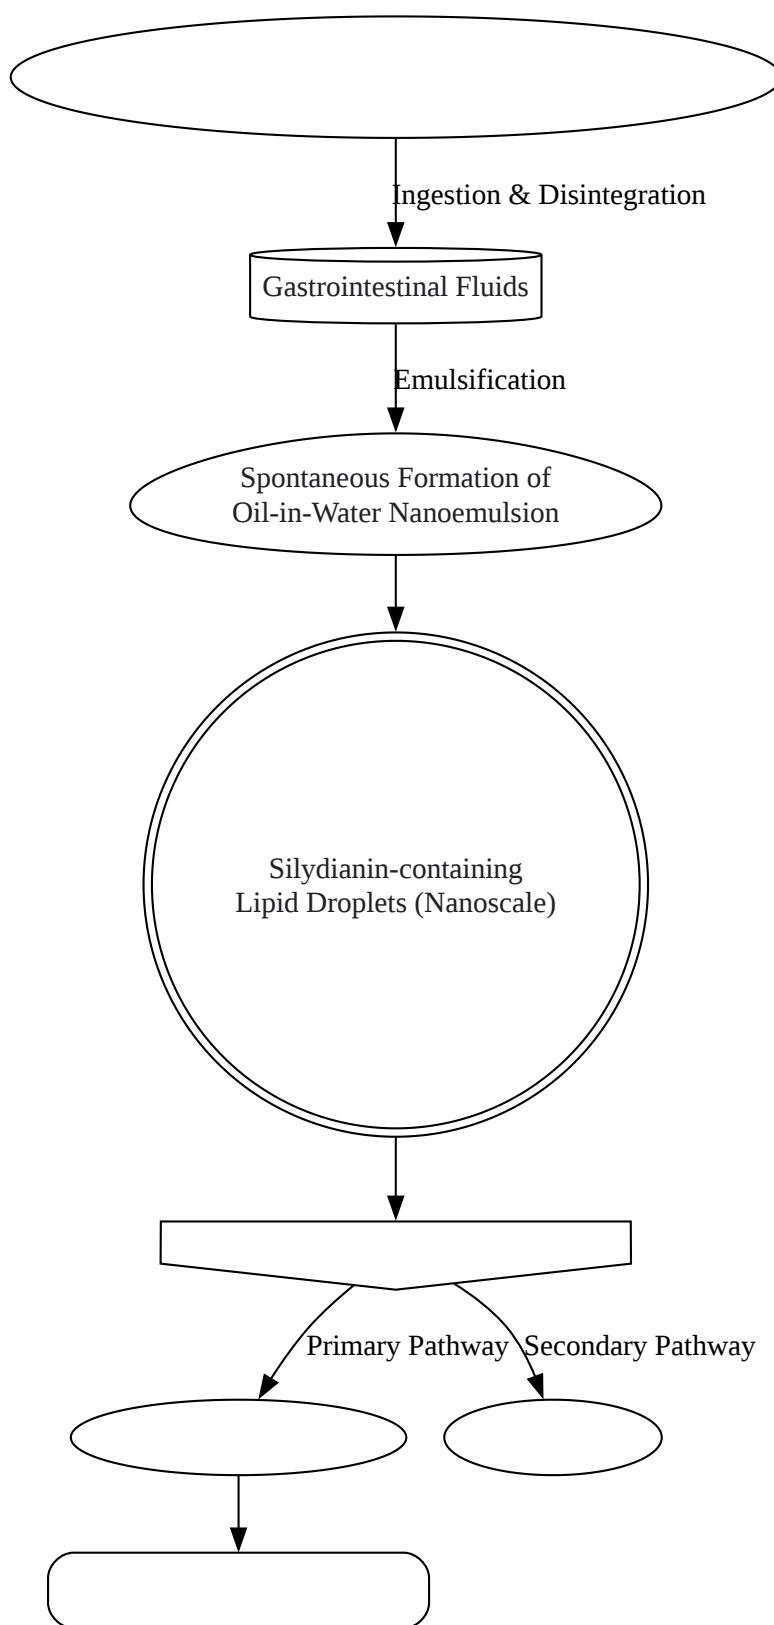 Ingestion & Disintegration
Gastrointestinal Fluids
Emulsification
Spontaneous Formation of
Oil-in-Water Nanoemulsion
Silydianin-containing
Lipid Droplets (Nanoscale)
Primary Pathway
Secondary Pathway